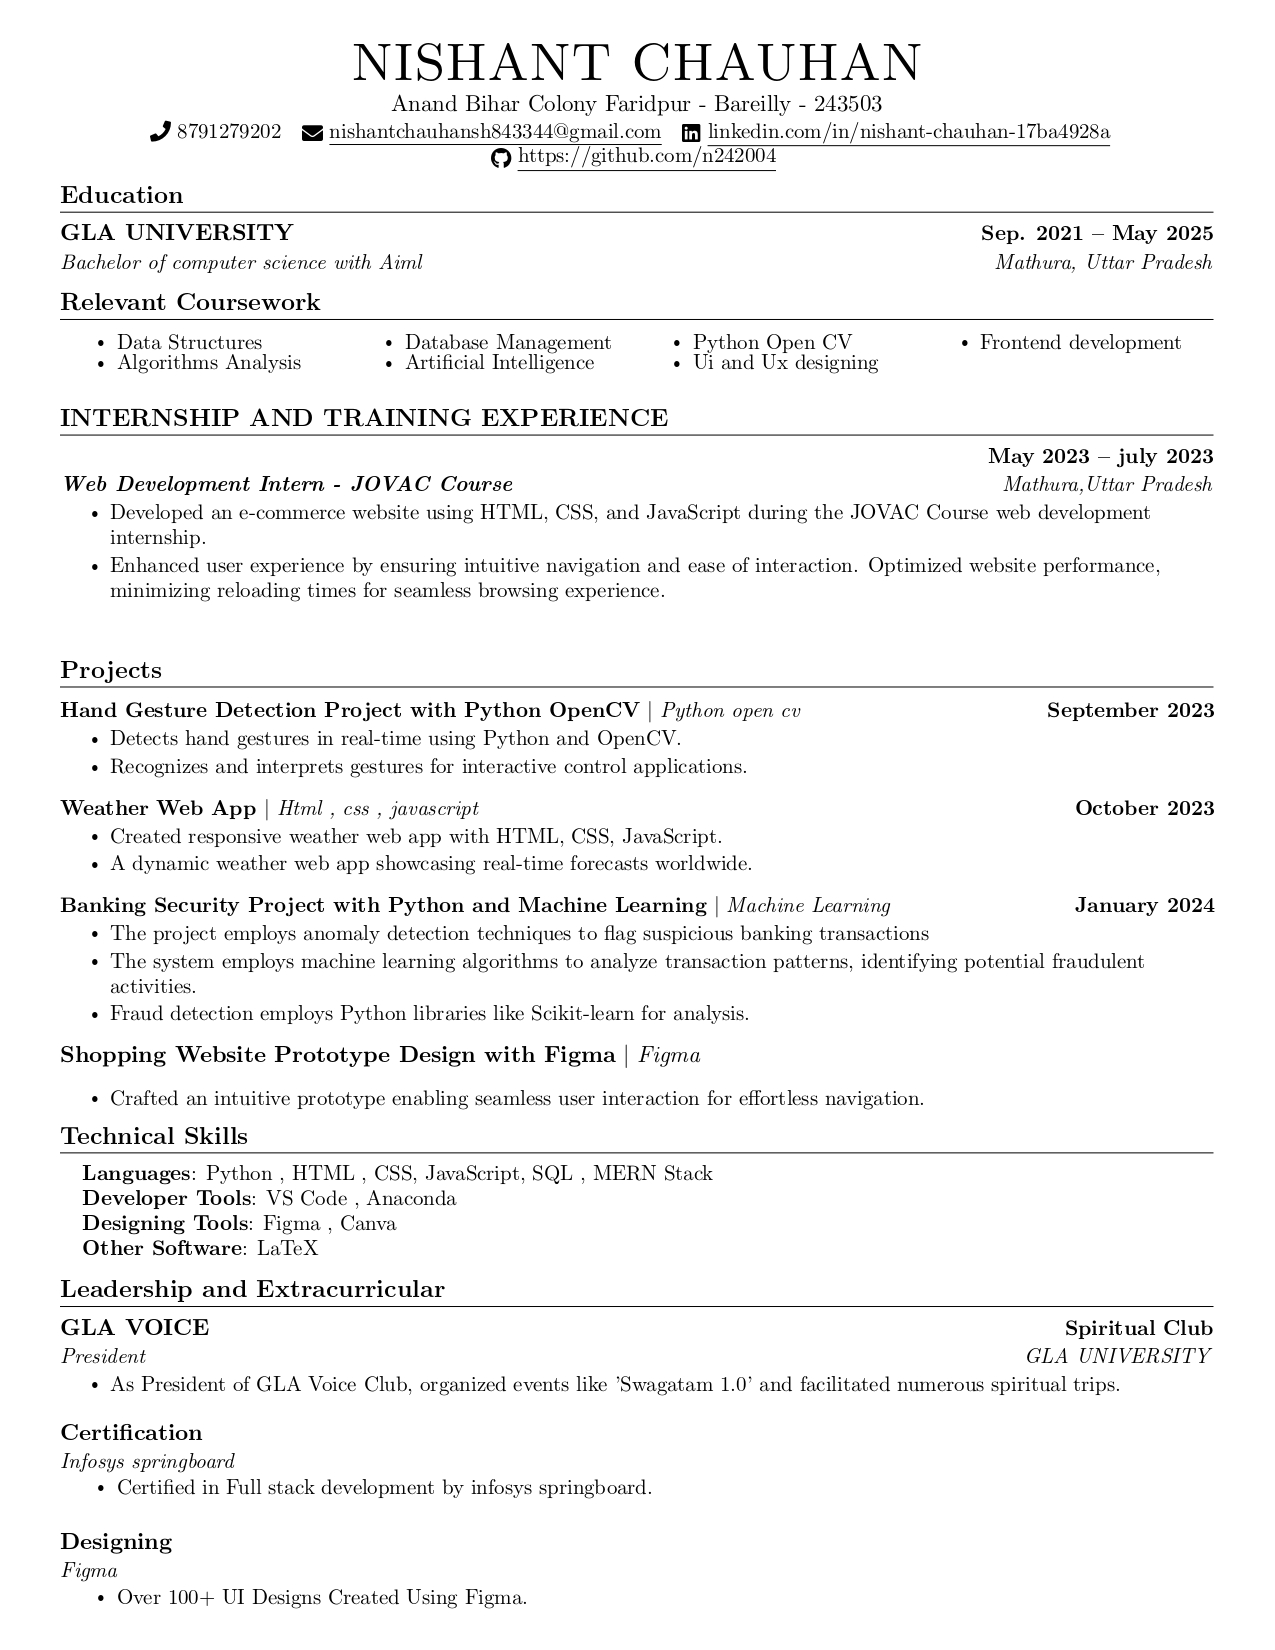 NISHANT CHAUHAN
Anand Bihar Colony Faridpur - Bareilly - 243503
8791279202 nishantchauhansh843344@gmail.com linkedin.com/in/nishant-chauhan-17ba4928a
https://github.com/n242004
Education
GLA UNIVERSITY Sep. 2021 – May 2025
Bachelor of computer science with Aiml Mathura, Uttar Pradesh
Relevant Coursework
• Data Structures • Database Management • Python Open CV • Frontend development
• Algorithms Analysis • Artificial Intelligence • Ui and Ux designing
INTERNSHIP AND TRAINING EXPERIENCE
May 2023 – july 2023
Web Development Intern - JOVAC Course Mathura,Uttar Pradesh
• Developed an e-commerce website using HTML, CSS, and JavaScript during the JOVAC Course web development
internship.
• Enhanced user experience by ensuring intuitive navigation and ease of interaction. Optimized website performance,
minimizing reloading times for seamless browsing experience.
Projects
Hand Gesture Detection Project with Python OpenCV | Python open cv September 2023
• Detects hand gestures in real-time using Python and OpenCV.
• Recognizes and interprets gestures for interactive control applications.
Weather Web App | Html , css , javascript October 2023
• Created responsive weather web app with HTML, CSS, JavaScript.
• A dynamic weather web app showcasing real-time forecasts worldwide.
Banking Security Project with Python and Machine Learning | Machine Learning January 2024
• The project employs anomaly detection techniques to flag suspicious banking transactions
• The system employs machine learning algorithms to analyze transaction patterns, identifying potential fraudulent
activities.
• Fraud detection employs Python libraries like Scikit-learn for analysis.
Shopping Website Prototype Design with Figma | Figma
• Crafted an intuitive prototype enabling seamless user interaction for effortless navigation.
Technical Skills
Languages: Python , HTML , CSS, JavaScript, SQL , MERN Stack
Developer Tools: VS Code , Anaconda
Designing Tools: Figma , Canva
Other Software: LaTeX
Leadership and Extracurricular
GLA VOICE Spiritual Club
President GLA UNIVERSITY
• As President of GLA Voice Club, organized events like 'Swagatam 1.0' and facilitated numerous spiritual trips.
Certification
Infosys springboard
• Certified in Full stack development by infosys springboard.
Designing
Figma
• Over 100+ UI Designs Created Using Figma.